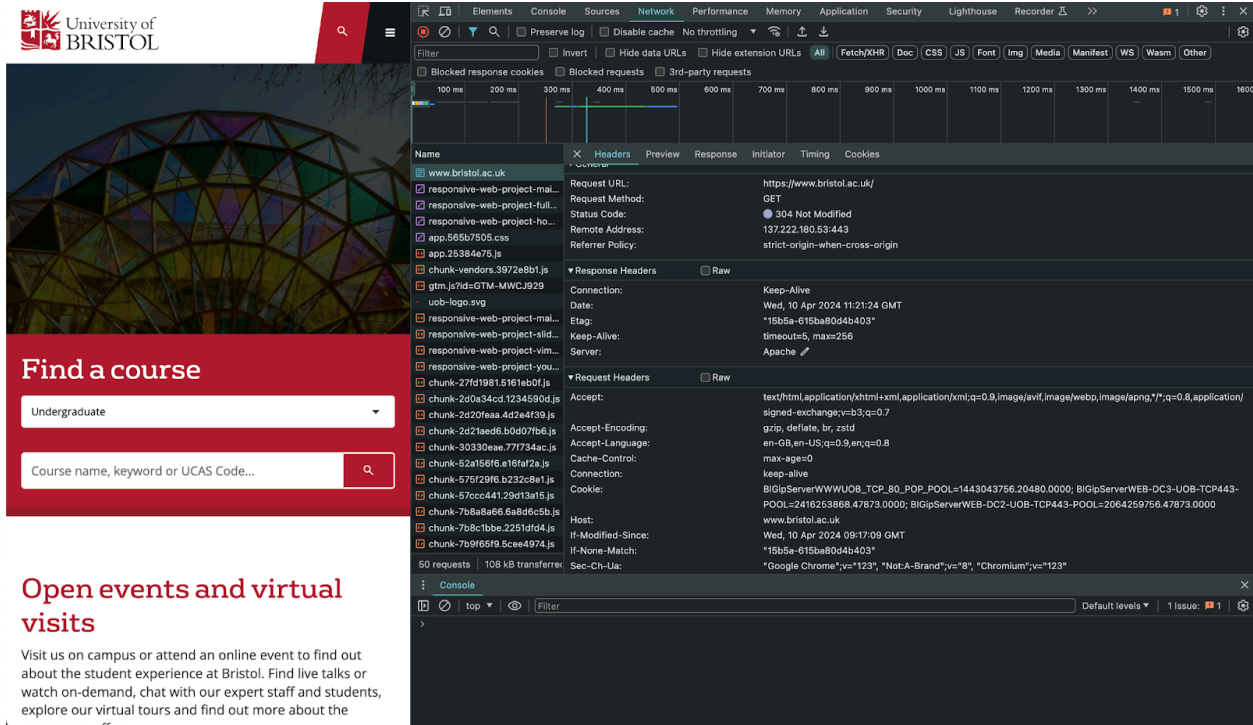 University of
BRISTOL
Find a course
Undergraduate
Course name, keyword or UCAS Code...
Open events and virtual
visits
Visit us on campus or attend an online event to find out
about the student experience at Bristol. Find live talks or
watch on-demand, chat with our expert staff and students,
explore our virtual tours and find out more about the
Elements Console Sources Network Performance Memory Application Security Lighthouse Recorder >> 1
Preserve log Disable cache No throttling
Filter Invert Hide data URLs Hide extension URLs All Fetch/XHR Doc CSS JS Font Img Media Manifest WS Wasm Other
Blocked response cookies Blocked requests 3rd-party requests
100 ms 200 ms 300 ms 400 ms 500 ms 600 ms 700 ms 800 ms 900 ms 1000 ms 1100 ms 1200 ms 1300 ms 1400 ms 1500 ms 1600
Name
www.bristol.ac.uk
responsive-web-project-mai...
responsive-web-project-full...
responsive-web-project-ho...
app.565b7505.css
app.25384e75.js
chunk-vendors.3972e8b1.js
gtm.js?id=GTM-MWCJ929
uob-logo.svg
responsive-web-project-mai...
responsive-web-project-slid...
responsive-web-project-vim...
responsive-web-project-you...
chunk-27fd1981.5161eb0f.js
chunk-2d0a34cd.1234590d.js
chunk-2d20feaa.4d2e4f39.js
chunk-2d21aed6.b0d07fb6.js
chunk-30330eae.77f734ac.js
chunk-52a156f6.e16faf2a.js
chunk-575f29f6.b232c8e1.js
chunk-57ccc441.29d13a15.js
chunk-7b8a8a66.6a8d6c5b.js
chunk-7b8c1bbe.2251dfd4.js
chunk-7b9f65f9.5cee4974.js
50 requests 108 kB transferre
Headers Preview Response Initiator Timing Cookies
General
Request URL: https://www.bristol.ac.uk/
Request Method: GET
Status Code: 304 Not Modified
Remote Address: 137.222.180.53:443
Referrer Policy: strict-origin-when-cross-origin
Response Headers Raw
Connection: Keep-Alive
Date: Wed, 10 Apr 2024 11:21:24 GMT
Etag: "15b5a-615ba80d4b403"
Keep-Alive: timeout=5, max=256
Server: Apache
Request Headers Raw
Accept: text/html,application/xhtml+xml,application/xml;q=0.9,image/avif,image/webp,image/apng,*/*;q=0.8,application/
signed-exchange;v=b3;q=0.7
Accept-Encoding: gzip, deflate, br, zstd
Accept-Language: en-GB,en-US;q=0.9,en;q=0.8
Cache-Control: max-age=0
Connection: keep-alive
Cookie: BIGipServerWWWUOB_TCP_80_POP_POOL=1443043756.20480.0000; BIGipServerWEB-DC3-UOB-TCP443-
POOL=2416253868.47873.0000; BIGipServerWEB-DC2-UOB-TCP443-POOL=2064259756.47873.0000
Host: www.bristol.ac.uk
If-Modified-Since: Wed, 10 Apr 2024 09:17:09 GMT
If-None-Match: "15b5a-615ba80d4b403"
Sec-Ch-Ua: "Google Chrome";v="123", "Not:A-Brand";v="8", "Chromium";v="123"
Console
top Filter Default levels 1 Issue: 1